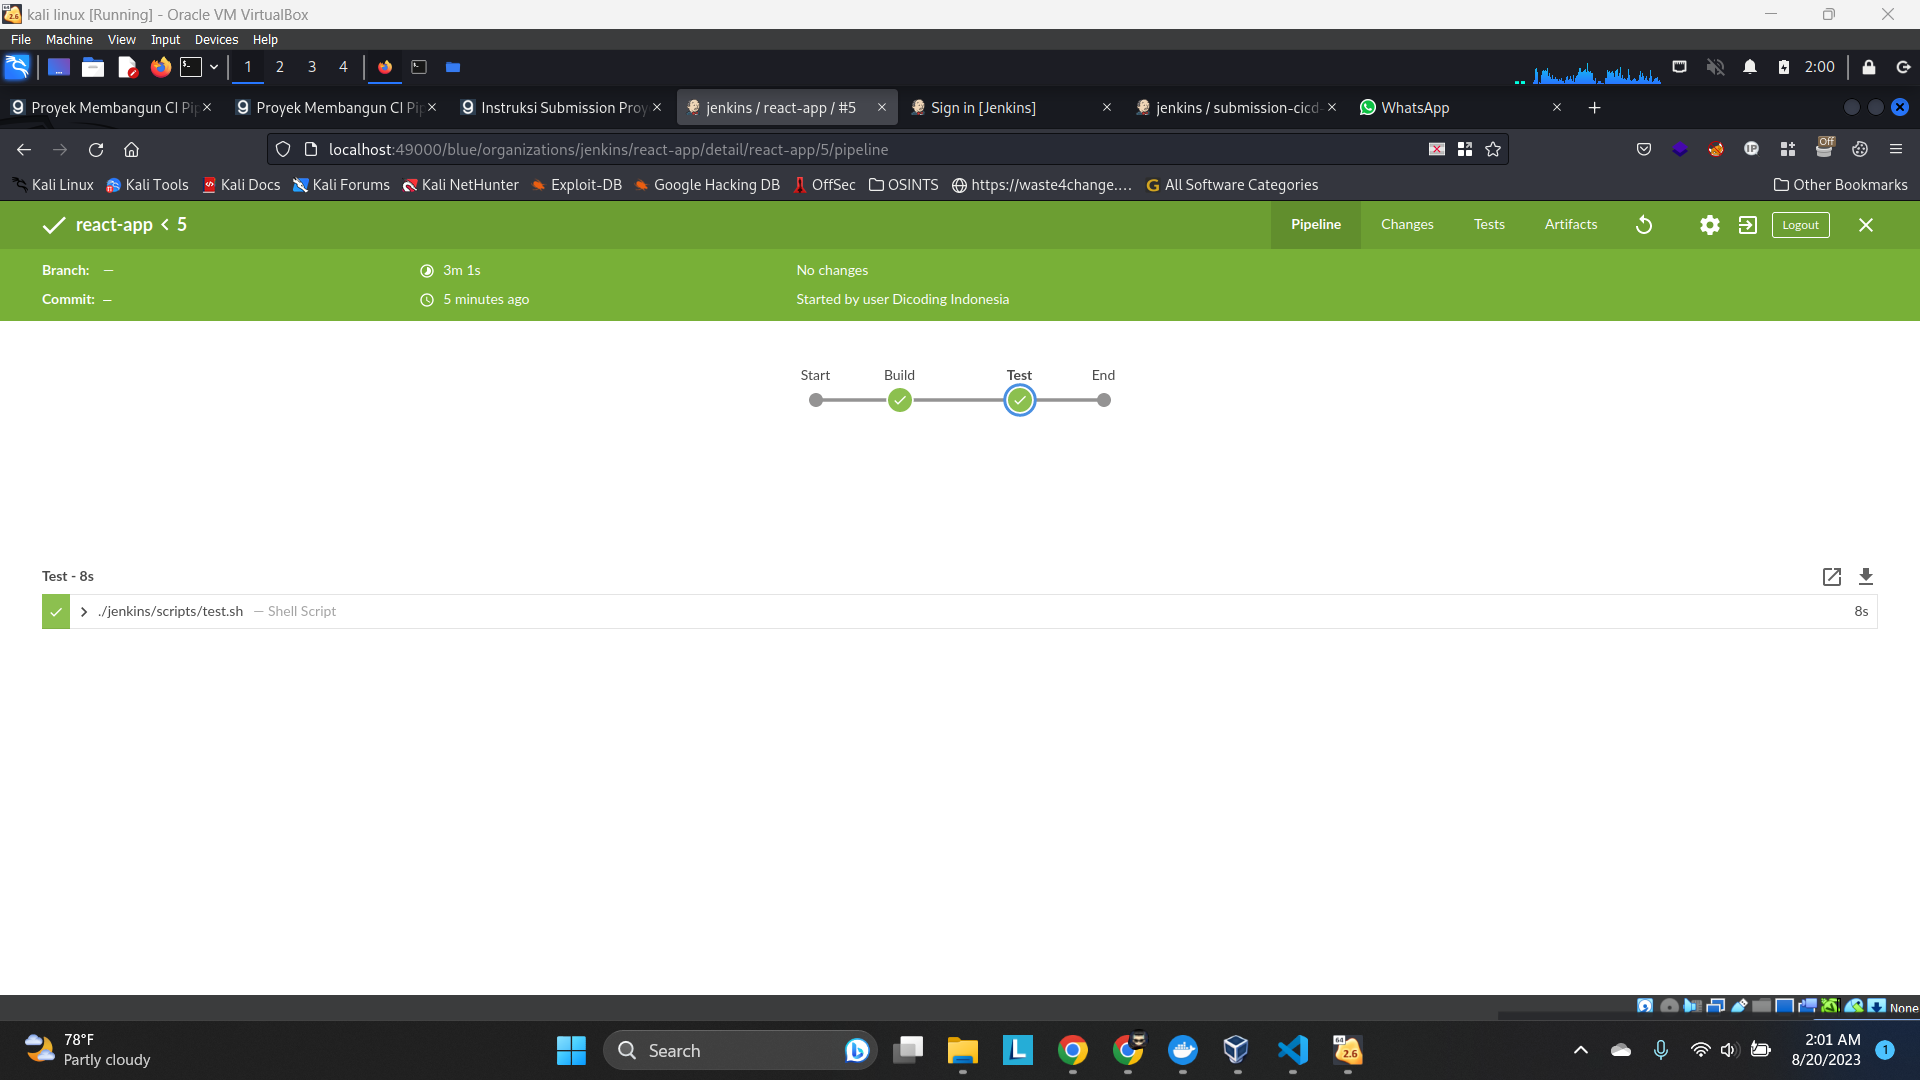 kali linux [Running] - Oracle VM VirtualBox
File Machine View Input Devices Help
1 2 3 4 2:00
Proyek Membangun CI Pip Proyek Membangun CI Pip Instruksi Submission Proy jenkins / react-app / #5 Sign in [Jenkins] jenkins / submission-cicd- WhatsApp
localhost:49000/blue/organizations/jenkins/react-app/detail/react-app/5/pipeline
Off
IP
Kali Linux Kali Tools Kali Docs Kali Forums Kali NetHunter Exploit-DB Google Hacking DB OffSec OSINTS https://waste4change.... All Software Categories Other Bookmarks
react-app < 5 Pipeline Changes Tests Artifacts Logout
Branch: — 3m 1s No changes
Commit: — 5 minutes ago Started by user Dicoding Indonesia
Start Build Test End
Test - 8s
./jenkins/scripts/test.sh — Shell Script 8s
None
78°F
Partly cloudy
Search
L
64
2.6
2:01 AM
8/20/2023
1